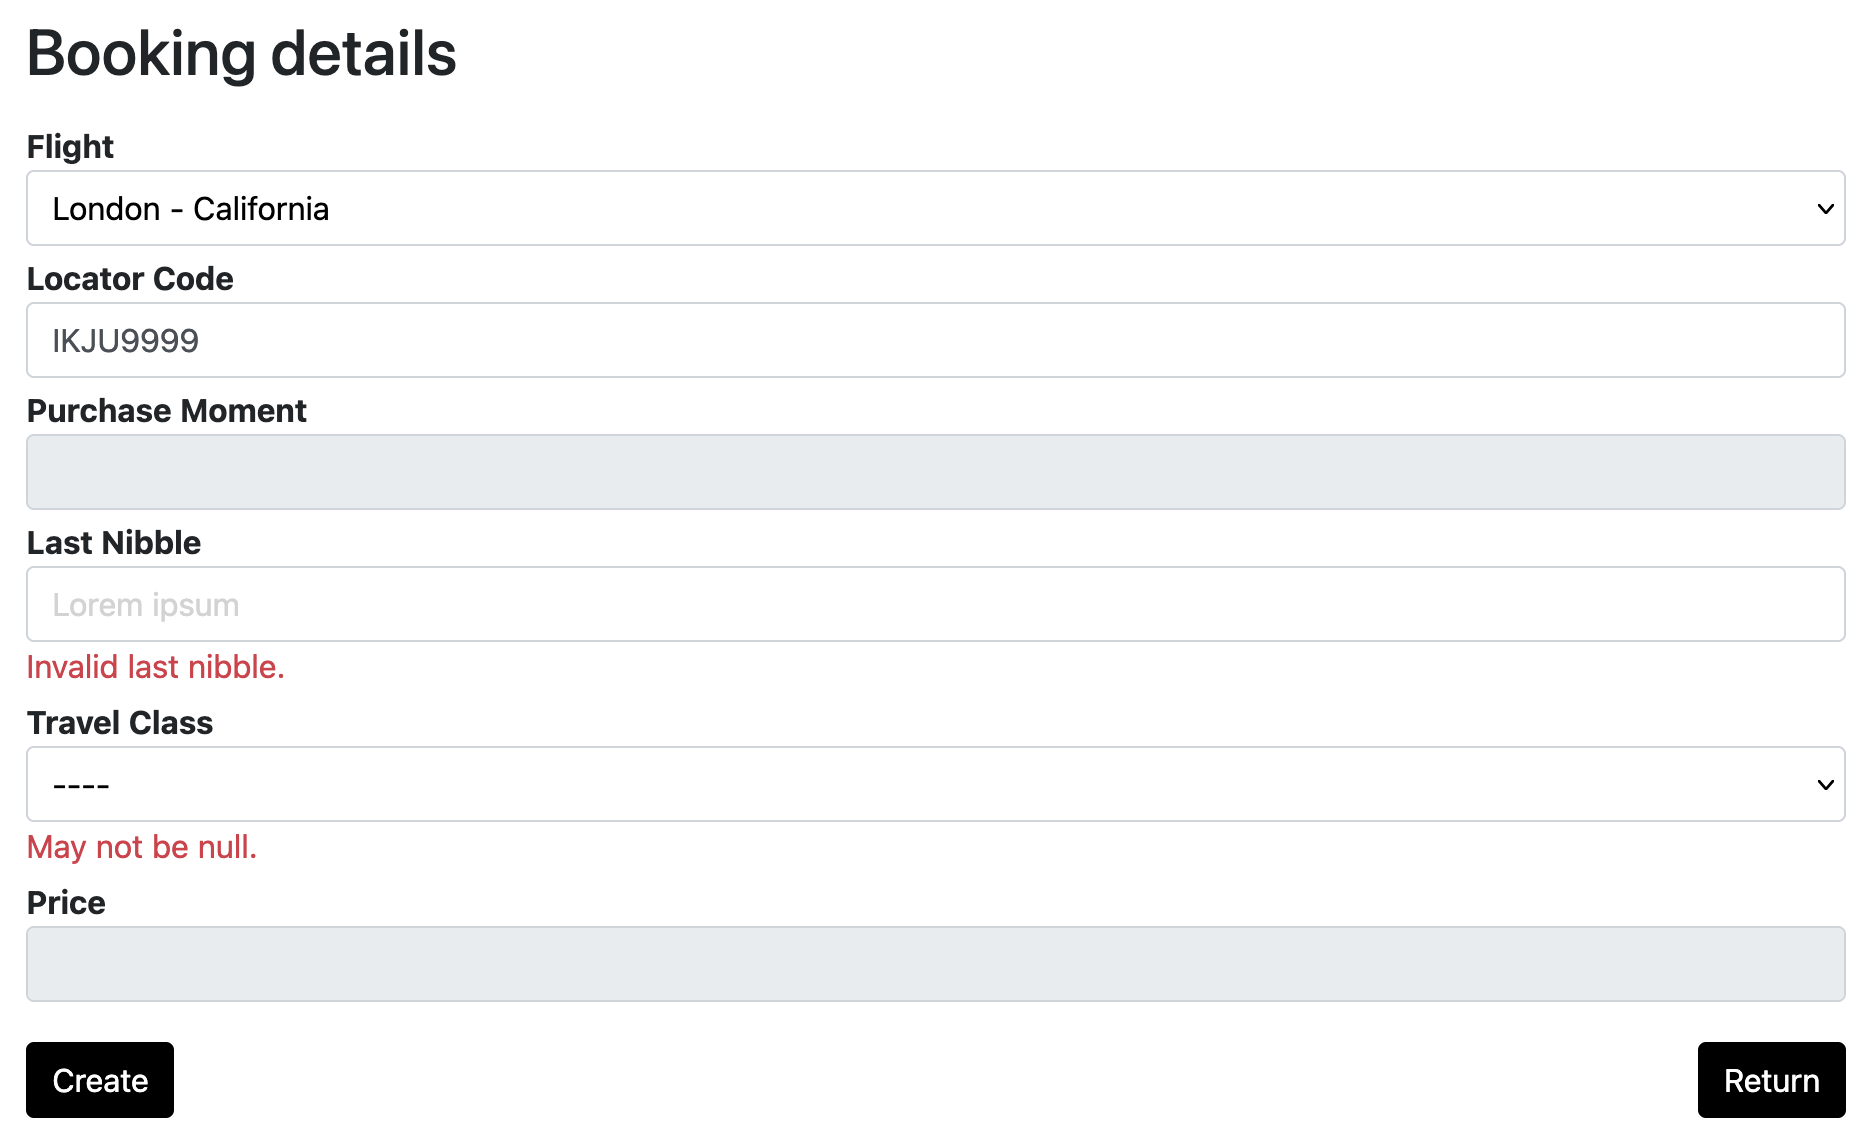 Booking details
Flight
London - California
Locator Code
IKJU9999
Purchase Moment
Last Nibble
Lorem ipsum
Invalid last nibble.
Travel Class
----
May not be null.
Price
Create
Return